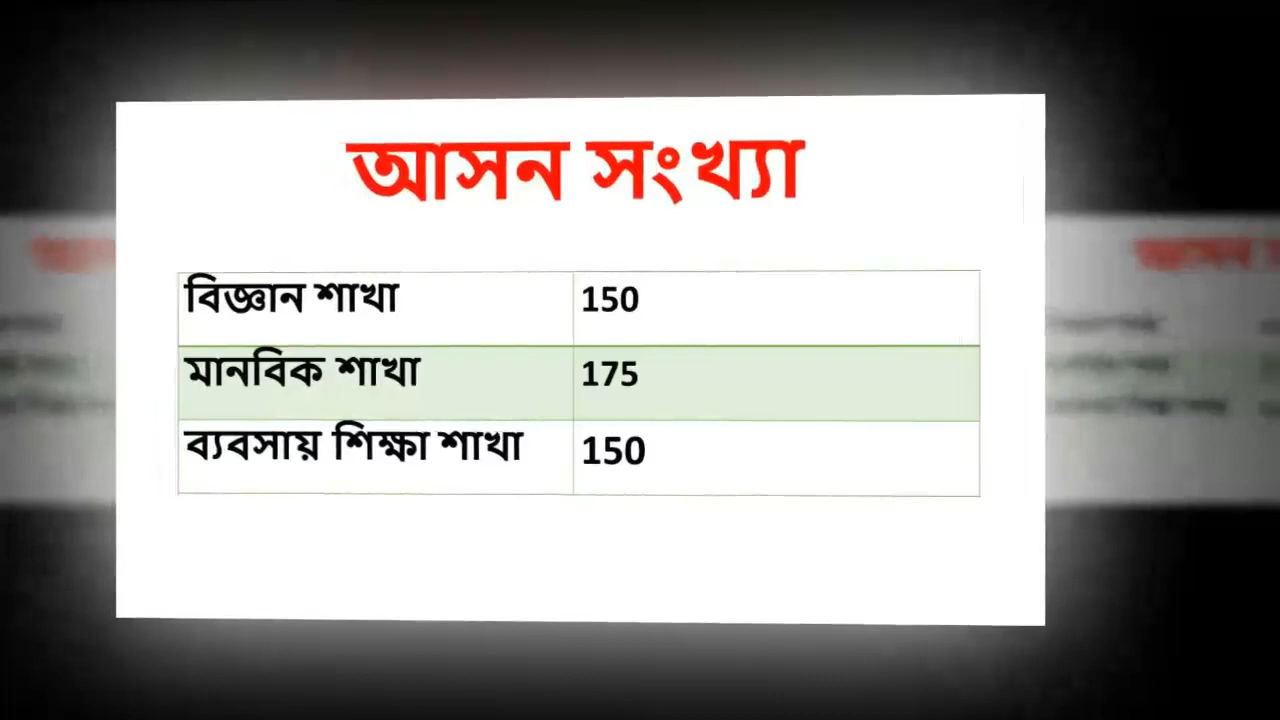 আসন সংখ্যা
বিজ্ঞান শাখা 150
মানবিক শাখা 175
ব্যবসায় শিক্ষা শাখা 150